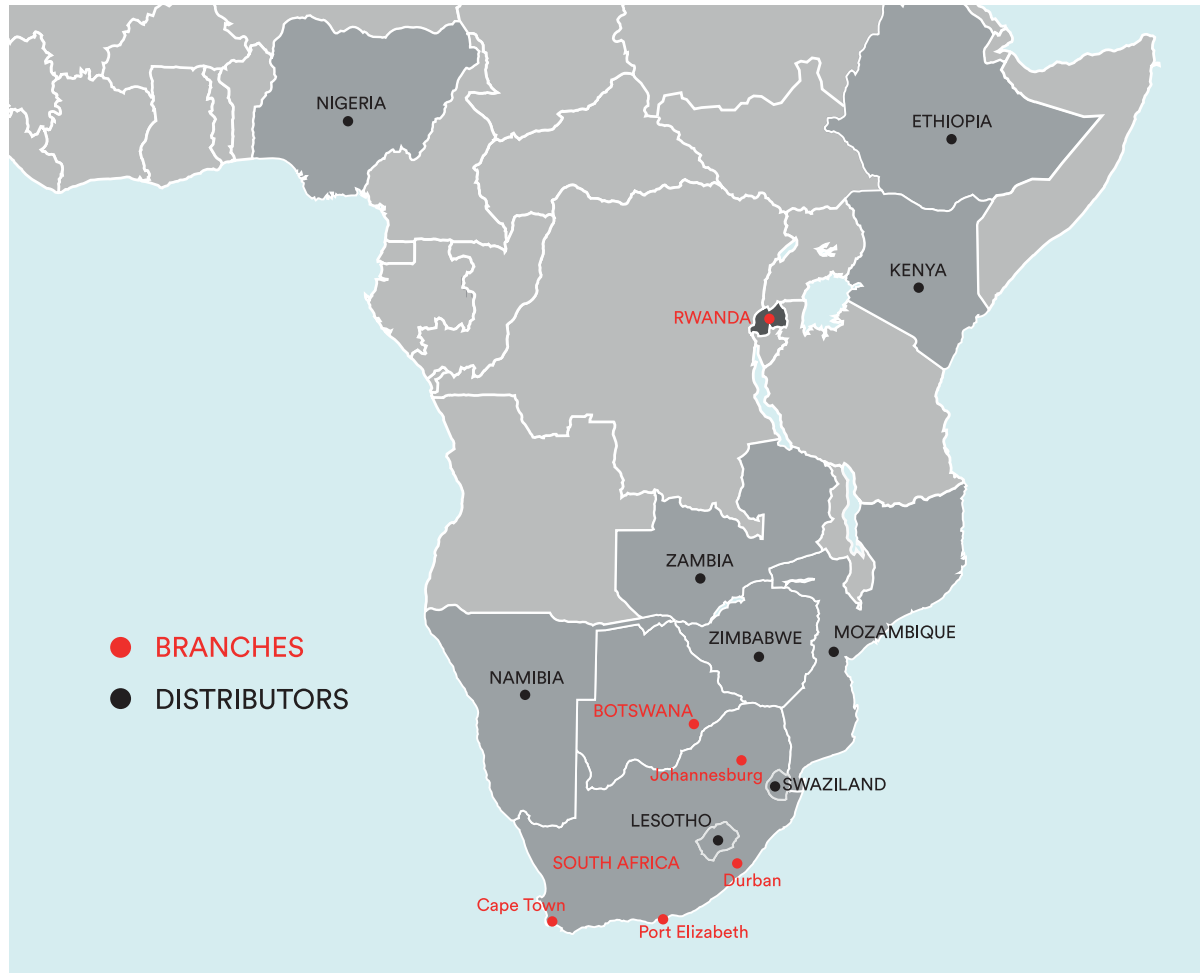 NIGERIA
ETHIOPIA
KENYA
RWANDA
ZAMBIA
ZIMBABWE
MOZAMBIQUE
BRANCHES
NAMIBIA
DISTRIBUTORS
BOTSWANA
Johannesburg
SWAZILAND
LESOTHO
SOUTH AFRICA
Durban
Cape Town
Port Elizabeth